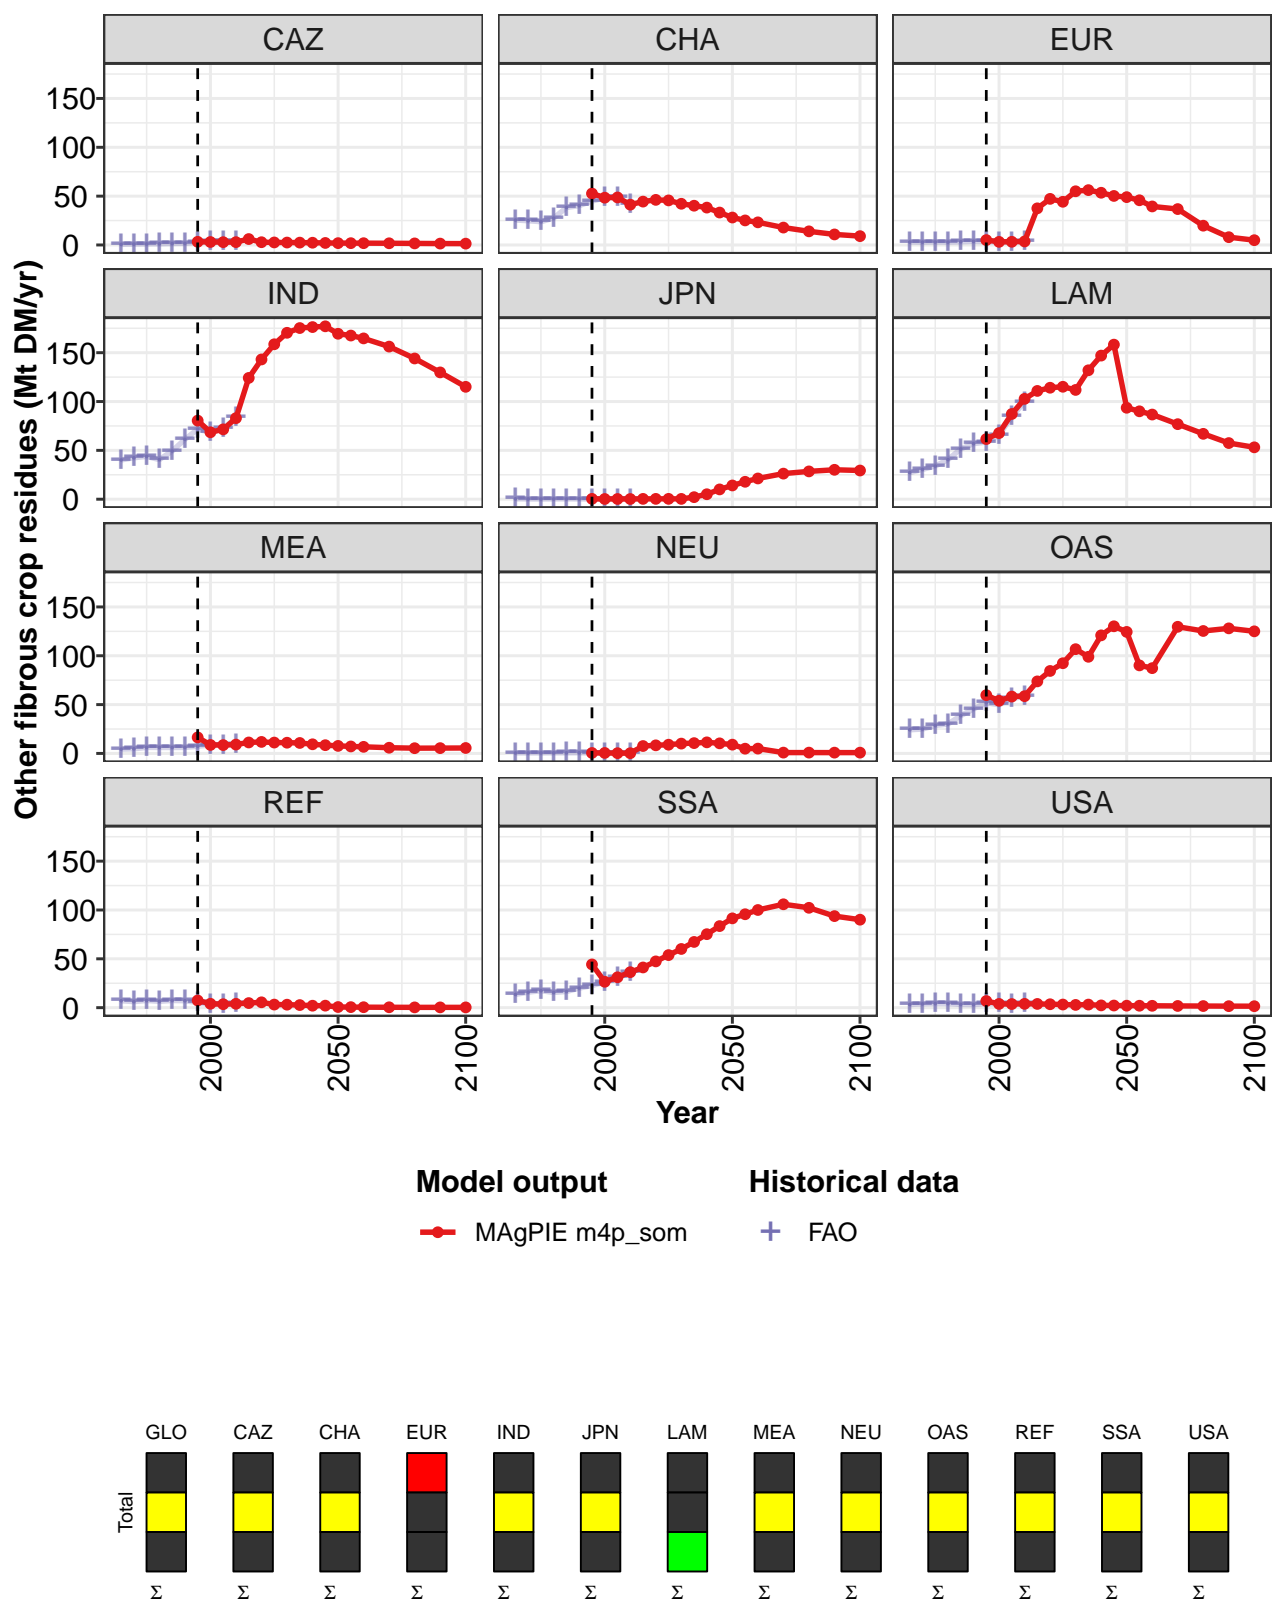 CAZ CHA EUR
150
100
50
0
IND JPN LAM
150
100
50
0
MEA NEU OAS
150
100
50
0
REF SSA USA
150
100
50
0
Other fibrous crop residues (Mt DM/yr)
2000 2050 2100 2000 2050 2100 2000 2050 2100
Year
Model output Historical data
MAgPIE m4p_som FAO
GLO CAZ CHA EUR IND JPN LAM MEA NEU OAS REF SSA USA
Total
Σ Σ Σ Σ Σ Σ Σ Σ Σ Σ Σ Σ Σ